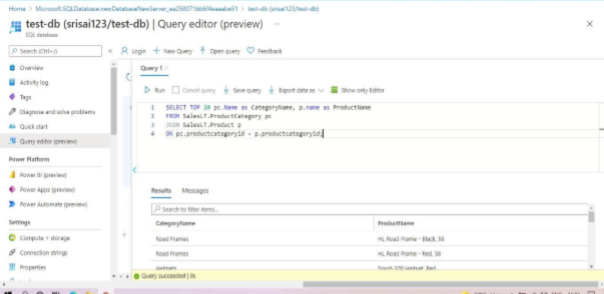 Home > Microsoft.SQLDatabase.newDatabaseNewServer > test-db (srisai123/test-db)
test-db (srisai123/test-db) | Query editor (preview) ...
SQL database
Search (Ctrl+/)
Login + New Query Open query Feedback
Overview
Activity log
Tags
Diagnose and solve problems
Quick start
Query editor (preview)
Power Platform
Power BI (preview)
Power Apps (preview)
Power Automate (preview)
Settings
Compute + storage
Connection strings
Properties
Query 1
Run Cancel query Save query Export data as Show only Editor
1 SELECT TOP 20 pc.Name as CategoryName, p.name as ProductName
2 FROM SalesLT.ProductCategory pc
3 JOIN SalesLT.Product p
4 ON pc.productcategoryid = p.productcategoryid;
Results Messages
Search to filter items...
CategoryName ProductName
Road Frames HL Road Frame - Black, 58
Road Frames HL Road Frame - Red, 58
Helmets Sport-100 Helmet, Red
Query succeeded | 0s